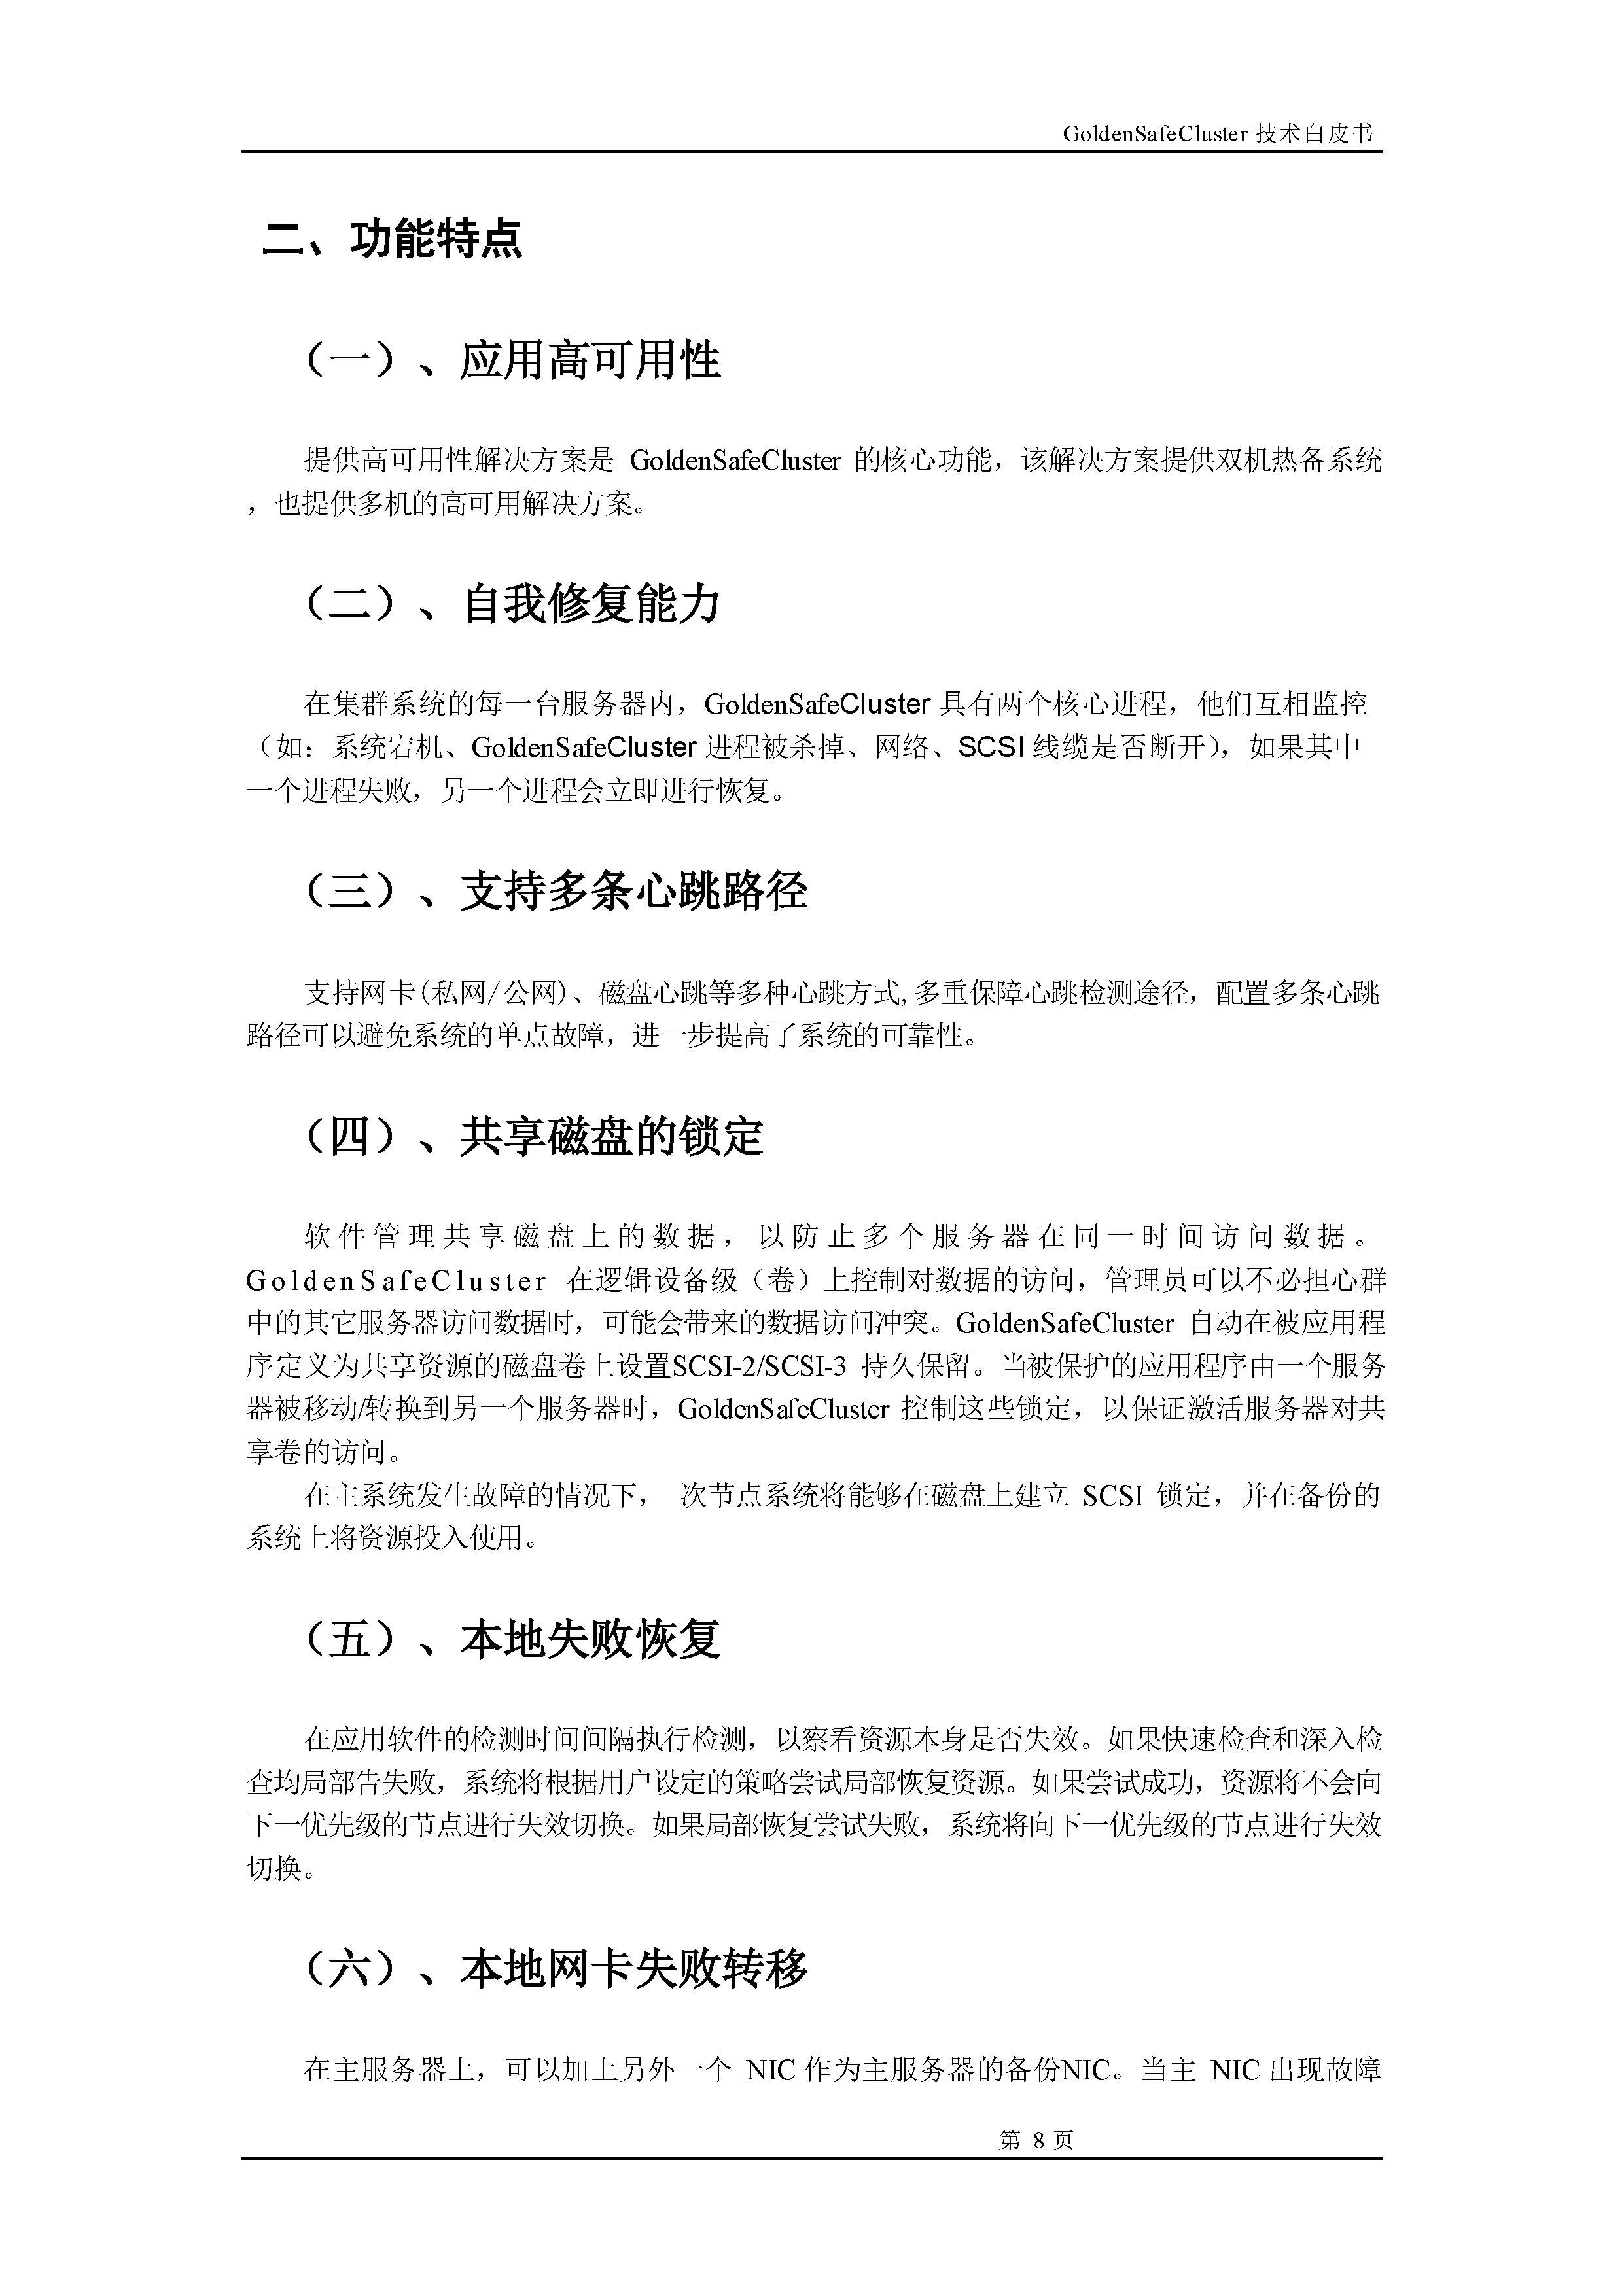 GoldenSafeCluster 技术白皮书
二、功能特点
（一）、应用高可用性
提供高可用性解决方案是 GoldenSafeCluster 的核心功能，该解决方案提供双机热备系统
，也提供多机的高可用解决方案。
（二）、自我修复能力
在集群系统的每一台服务器内，GoldenSafeCluster 具有两个核心进程，他们互相监控
（如：系统宕机、GoldenSafeCluster 进程被杀掉、网络、SCSI 线缆是否断开），如果其中
一个进程失败，另一个进程会立即进行恢复。
（三）、支持多条心跳路径
支持网卡(私网/公网)、磁盘心跳等多种心跳方式,多重保障心跳检测途径，配置多条心跳
路径可以避免系统的单点故障，进一步提高了系统的可靠性。
（四）、共享磁盘的锁定
软件管理共享磁盘上的数据，以防止多个服务器在同一时间访问数据。
GoldenSafeCluster 在逻辑设备级（卷）上控制对数据的访问，管理员可以不必担心群
中的其它服务器访问数据时，可能会带来的数据访问冲突。GoldenSafeCluster 自动在被应用程
序定义为共享资源的磁盘卷上设置SCSI-2/SCSI-3 持久保留。当被保护的应用程序由一个服务
器被移动/转换到另一个服务器时，GoldenSafeCluster 控制这些锁定，以保证激活服务器对共
享卷的访问。
在主系统发生故障的情况下， 次节点系统将能够在磁盘上建立 SCSI 锁定，并在备份的
系统上将资源投入使用。
（五）、本地失败恢复
在应用软件的检测时间间隔执行检测，以察看资源本身是否失效。如果快速检查和深入检
查均局部告失败，系统将根据用户设定的策略尝试局部恢复资源。如果尝试成功，资源将不会向
下一优先级的节点进行失效切换。如果局部恢复尝试失败，系统将向下一优先级的节点进行失效
切换。
（六）、本地网卡失败转移
在主服务器上，可以加上另外一个 NIC 作为主服务器的备份NIC。当主 NIC 出现故障
第 8 页